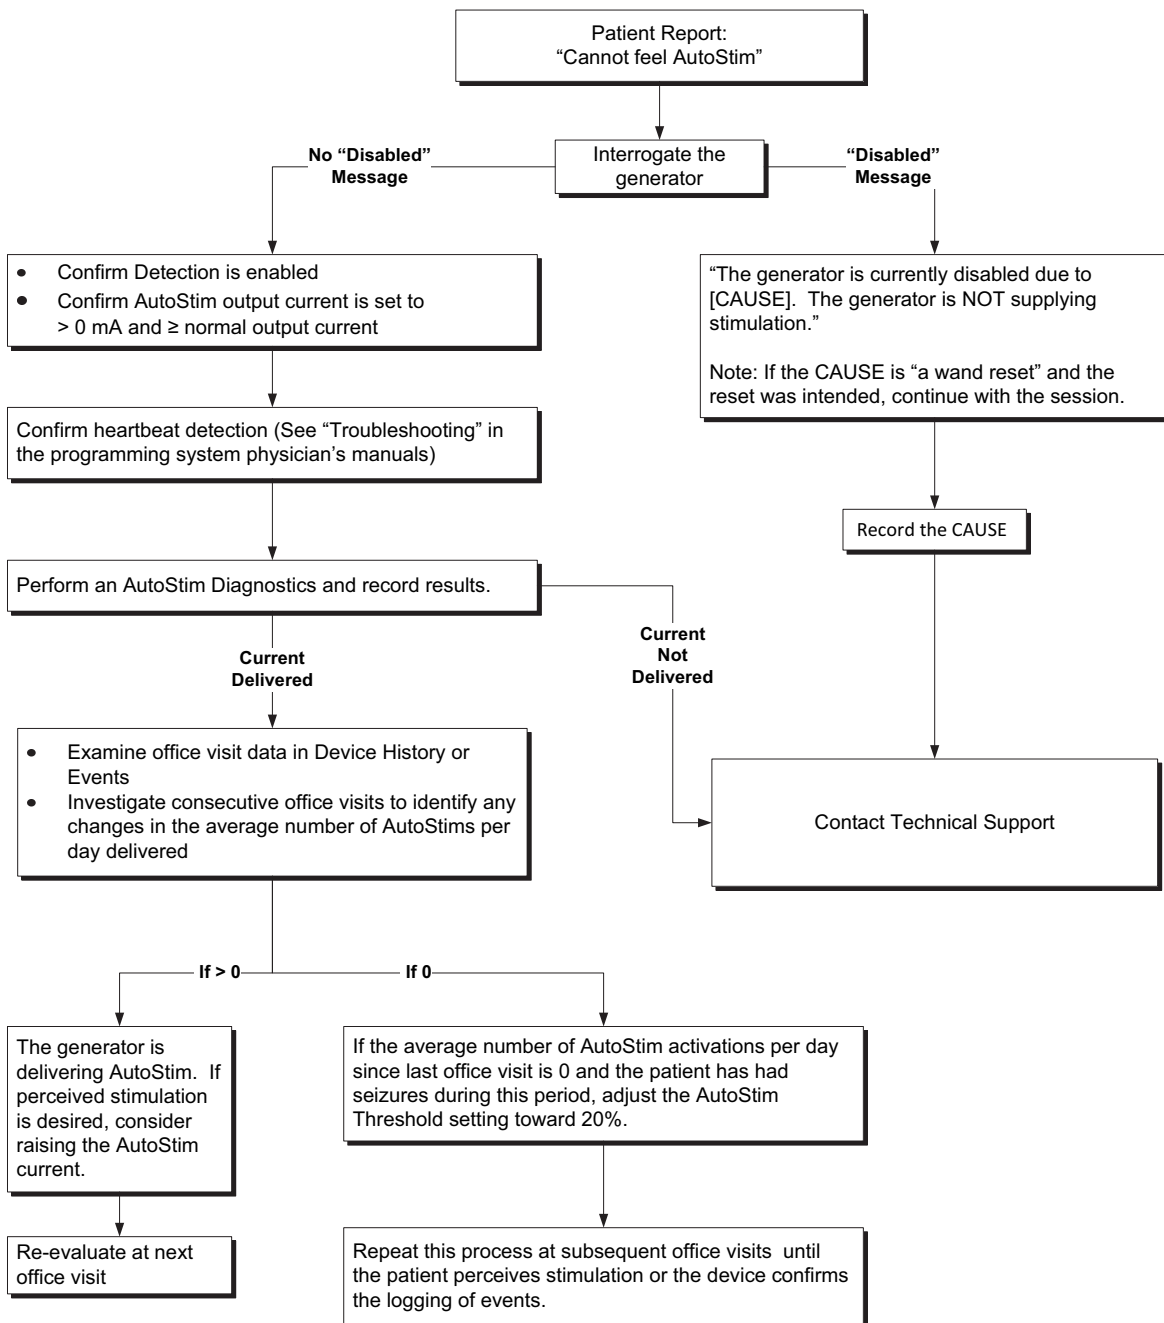 Patient Report:
“Cannot feel AutoStim”
Interrogate the
generator
No “Disabled”
Message
“Disabled”
Message
•	Confirm Detection is enabled
•	Confirm AutoStim output current is set to
> 0 mA and ≥ normal output current
“The generator is currently disabled due to
[CAUSE].  The generator is NOT supplying
stimulation.”
Note: If the CAUSE is “a wand reset” and the
reset was intended, continue with the session.
Confirm heartbeat detection (See “Troubleshooting” in
the programming system physician’s manuals)
Record the CAUSE
Perform an AutoStim Diagnostics and record results.
Current
Delivered
Current
Not
Delivered
•	Examine office visit data in Device History or
Events
•	Investigate consecutive office visits to identify any
changes in the average number of AutoStims per
day delivered
Contact Technical Support
If > 0
If 0
The generator is
delivering AutoStim.  If
perceived stimulation
is desired, consider
raising the AutoStim
current.
If the average number of AutoStim activations per day
since last office visit is 0 and the patient has had
seizures during this period, adjust the AutoStim
Threshold setting toward 20%.
Re-evaluate at next
office visit
Repeat this process at subsequent office visits  until
the patient perceives stimulation or the device confirms
the logging of events.